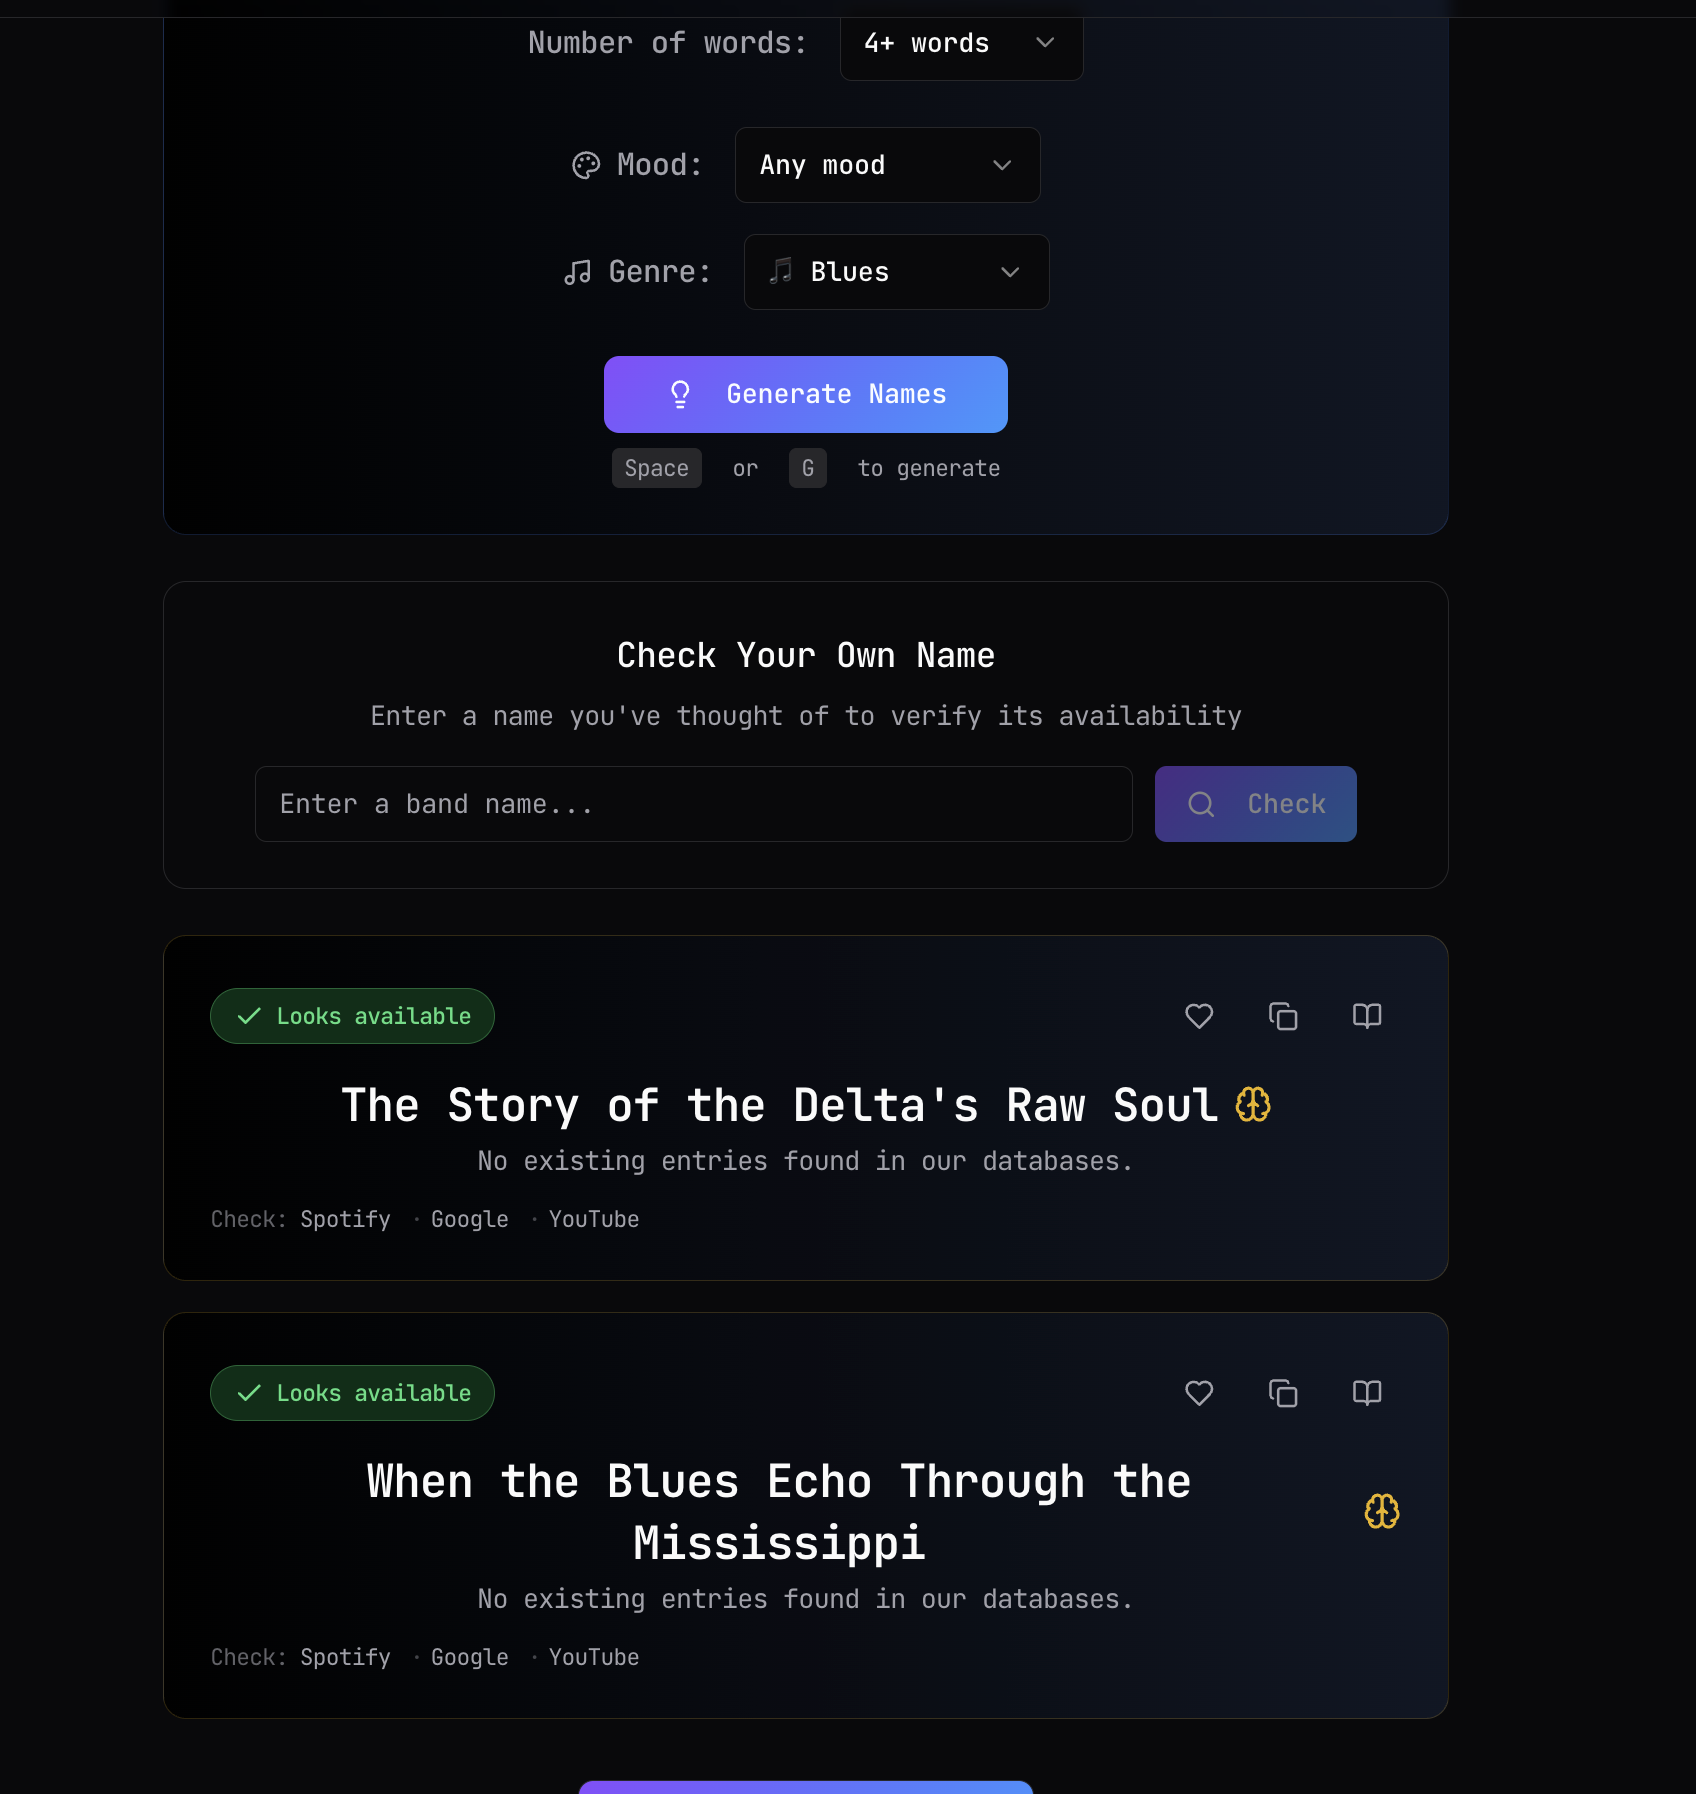 Number of words: 4+ words
Mood: Any mood
Genre: Blues
Generate Names
Space or G to generate
Check Your Own Name
Enter a name you've thought of to verify its availability
Enter a band name... Check
Looks available
The Story of the Delta's Raw Soul
No existing entries found in our databases.
Check: Spotify · Google · YouTube
Looks available
When the Blues Echo Through the
Mississippi
No existing entries found in our databases.
Check: Spotify · Google · YouTube